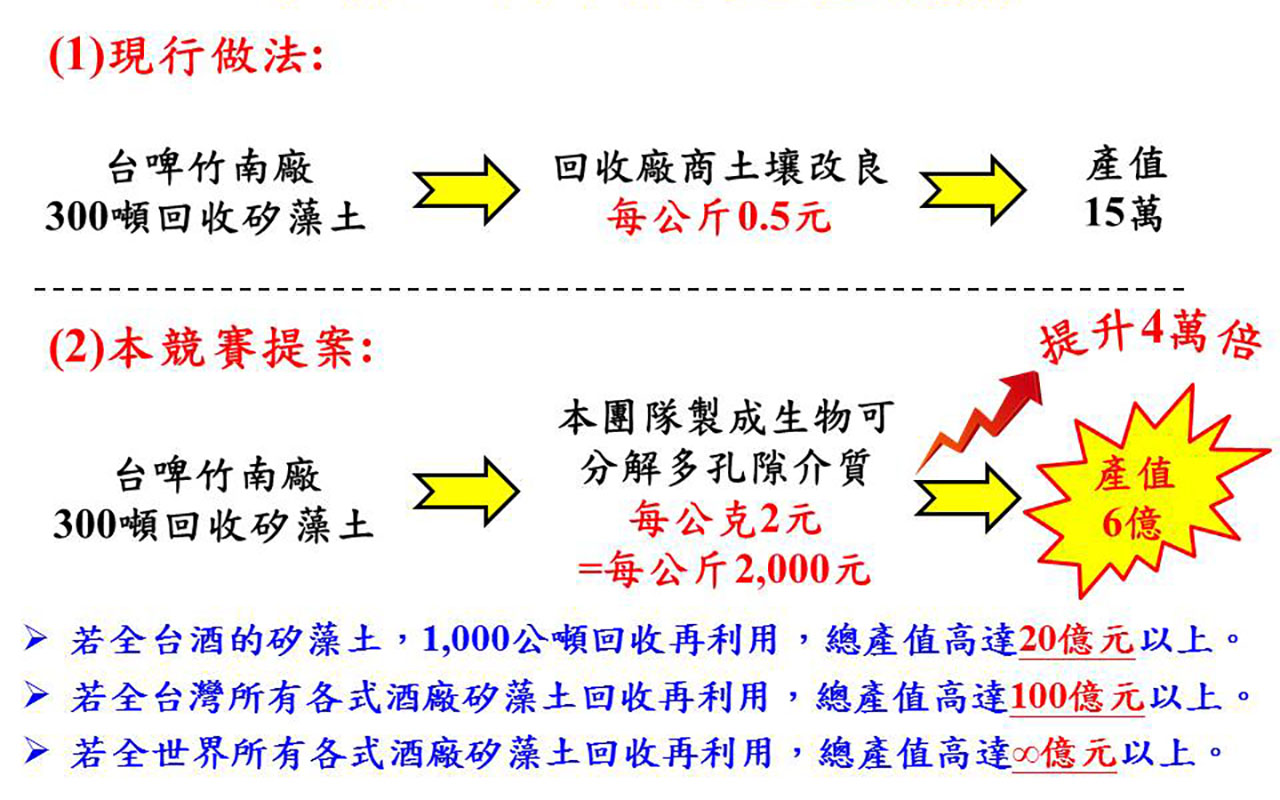 (1)現行做法:
台啤竹南廠
300噸回收矽藻土
回收廠商土壤改良
每公斤0.5元
產值
15萬
(2)本競賽提案:
提升4萬倍
台啤竹南廠
300噸回收矽藻土
本團隊製成生物可
分解多孔隙介質
每公克2元
=每公斤2,000元
產值
6億
➢ 若全台酒的矽藻土，1,000公噸回收再利用，總產值高達20億元以上。
➢ 若全台灣所有各式酒廠矽藻土回收再利用，總產值高達100億元以上。
➢ 若全世界所有各式酒廠矽藻土回收再利用，總產值高達∞億元以上。